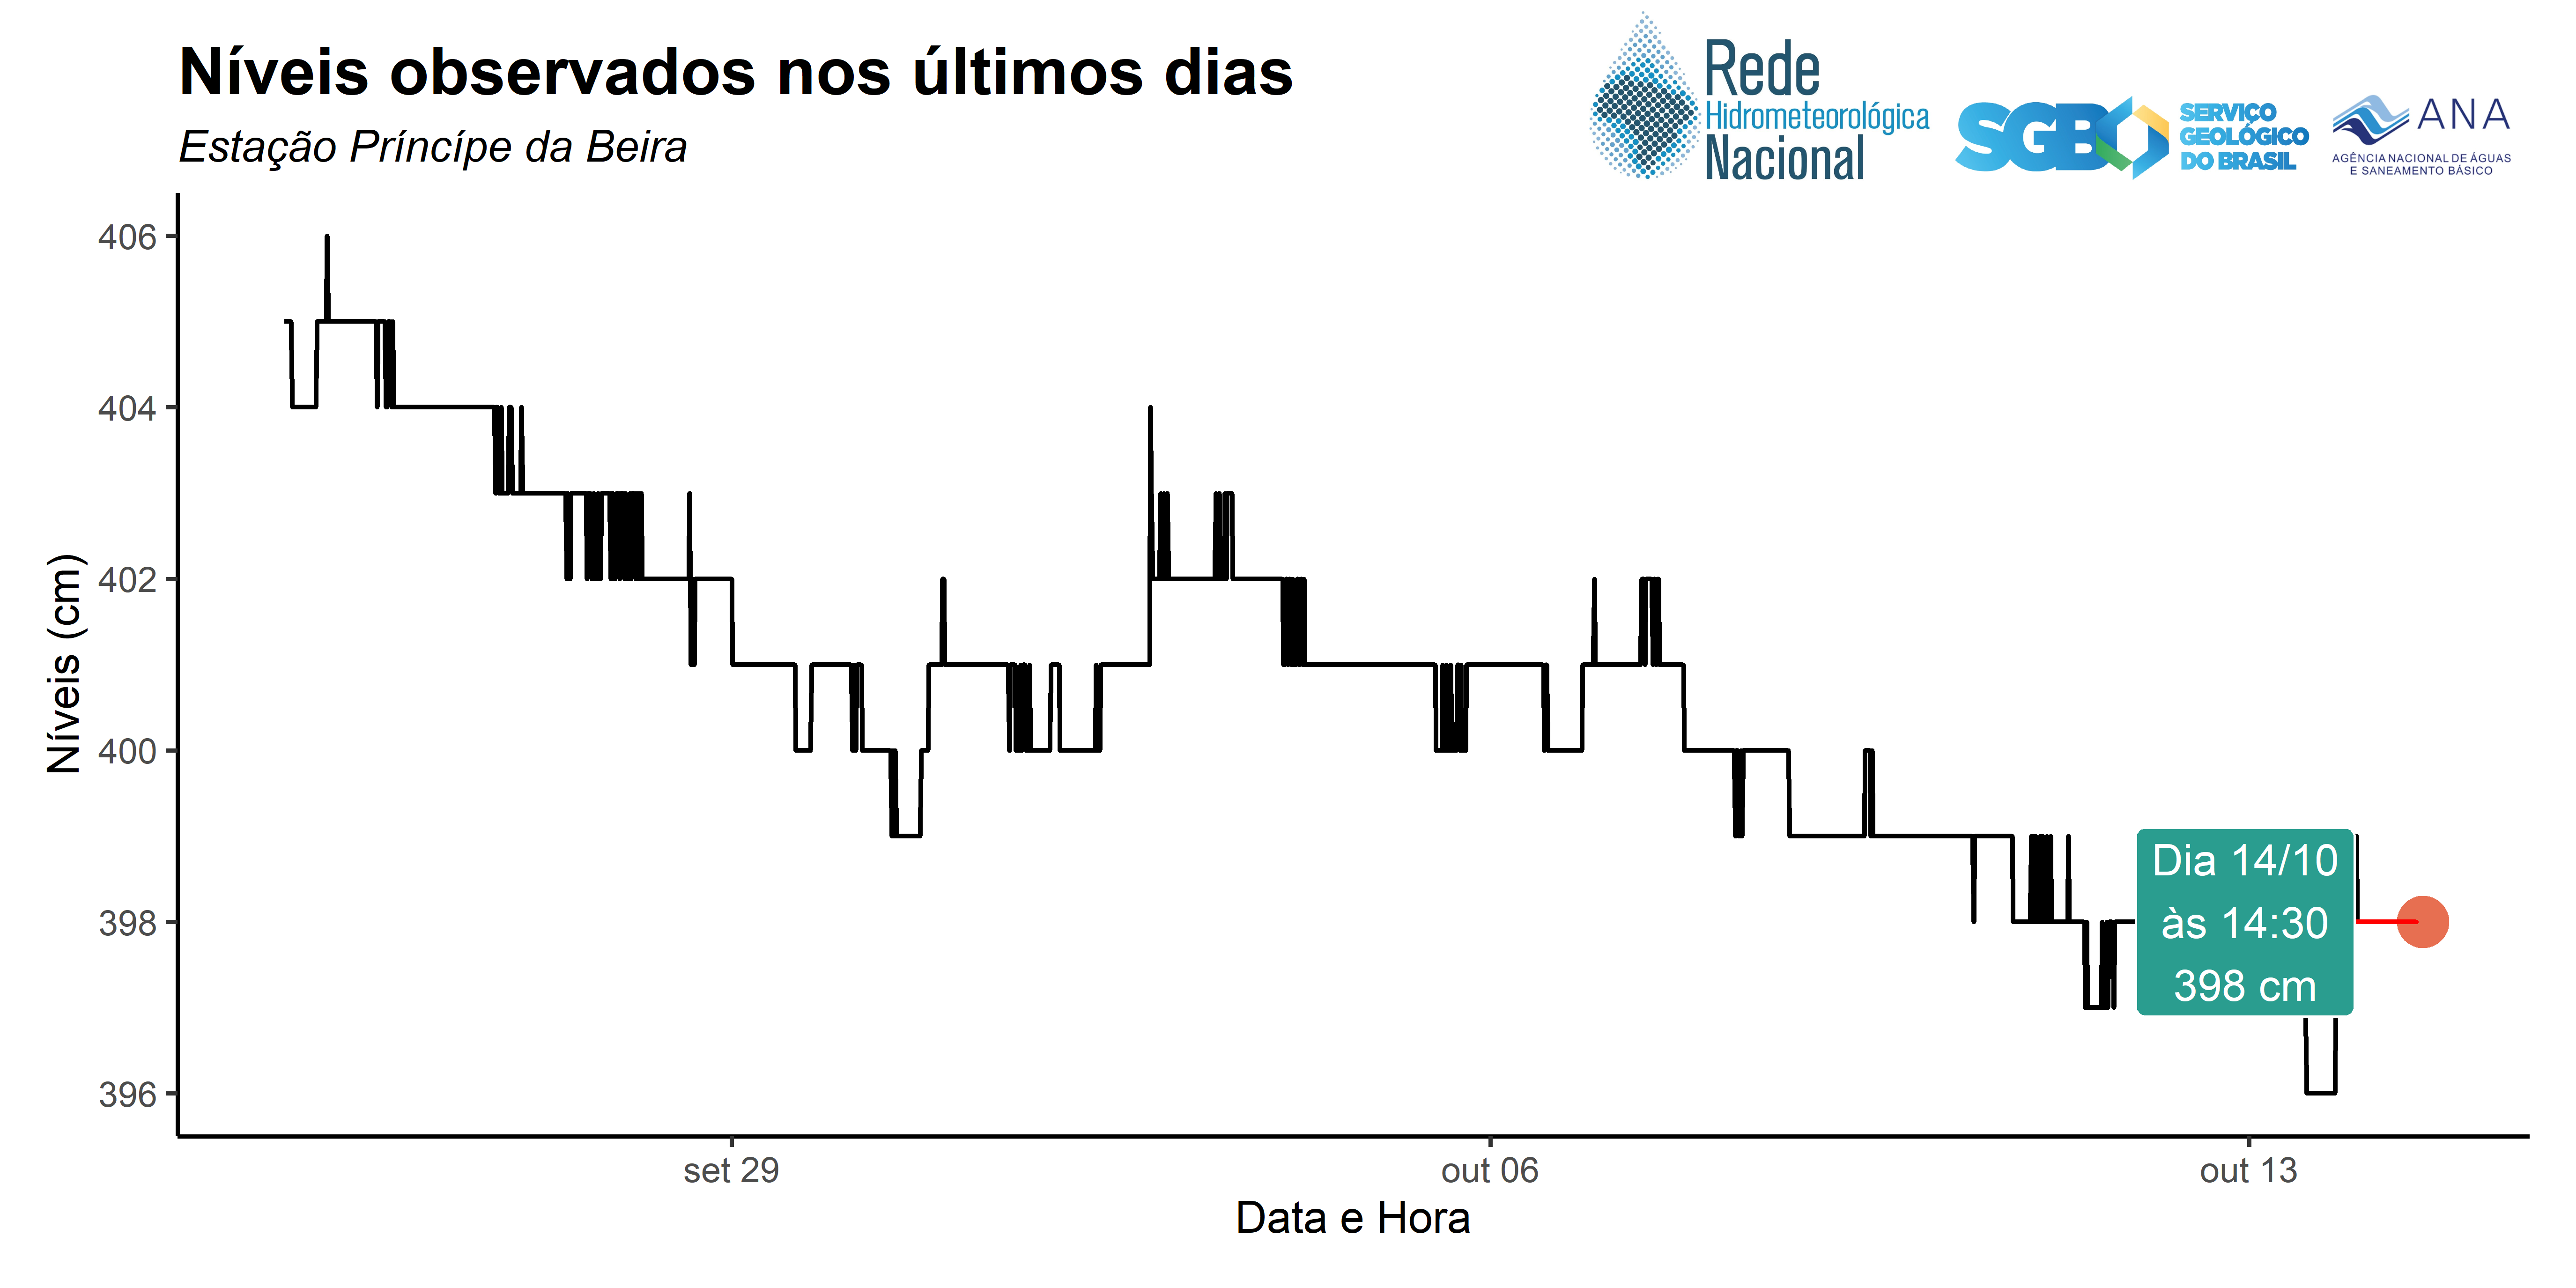 Níveis observados nos últimos dias
Estação Príncípe da Beira
Rede
Hidrometeorológica
Nacional
SGB
SERVIÇO
GEOLÓGICO
DO BRASIL
ANA
AGÊNCIA NACIONAL DE ÁGUAS
E SANEAMENTO BÁSICO
Níveis (cm)
406
404
402
400
398
396
Dia 14/10
às 14:30
398 cm
set 29
out 06
out 13
Data e Hora